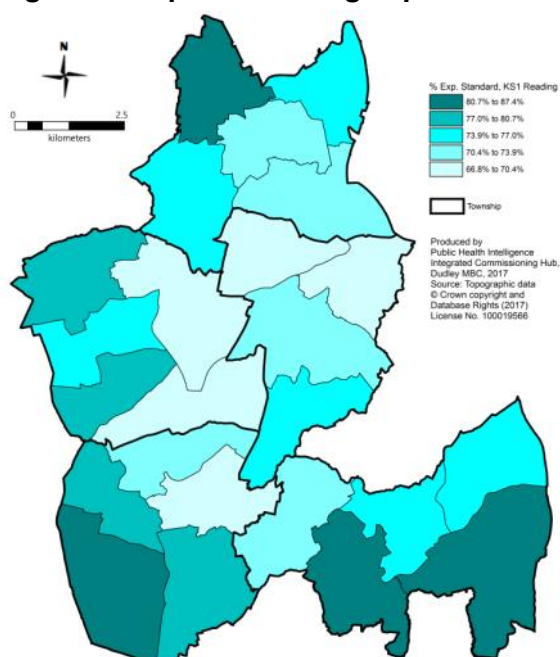 N
0 2.5
kilometers
% Exp. Standard, KS1 Reading
80.7% to 87.4%
77.0% to 80.7%
73.9% to 77.0%
70.4% to 73.9%
66.8% to 70.4%
Township
Produced by
Public Health Intelligence
Integrated Commissioning Hub,
Dudley MBC, 2017
Source: Topographic data
© Crown copyright and
Database Rights (2017)
License No. 100019566